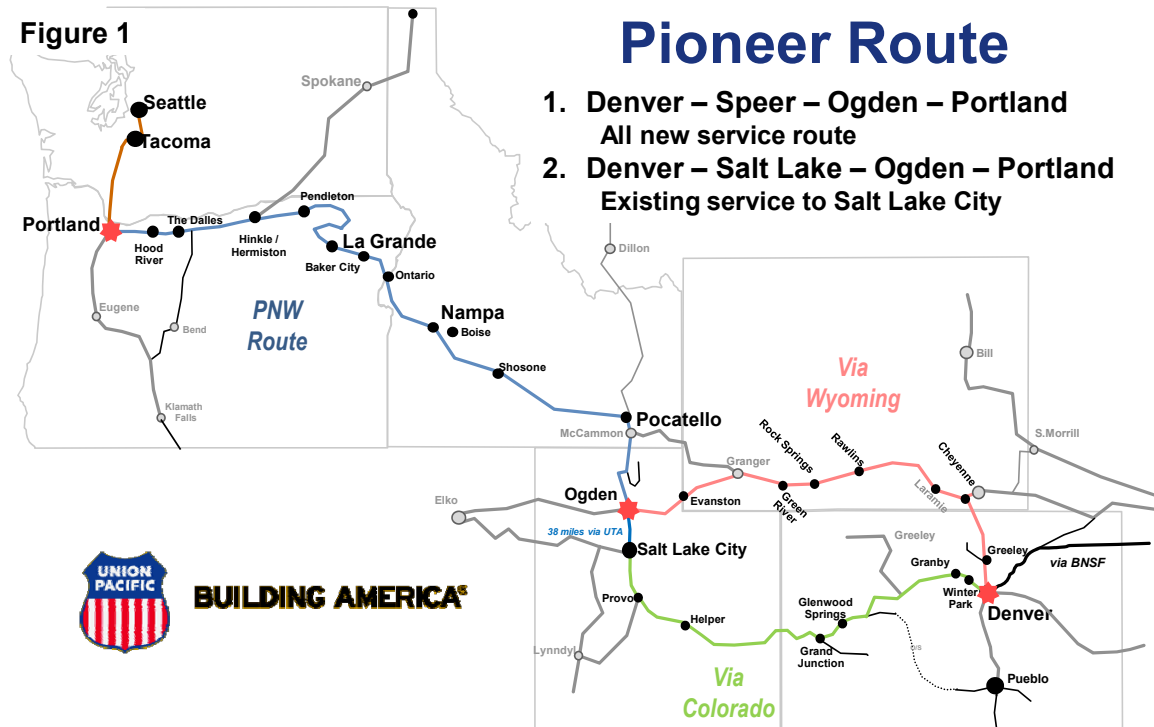 Figure 1
Pioneer Route
1. Denver – Speer – Ogden – Portland
All new service route
2. Denver – Salt Lake – Ogden – Portland
Existing service to Salt Lake City
Spokane
Seattle
Tacoma
Portland
Hood
River
The Dalles
Hinkle /
Hermiston
Pendleton
La Grande
Baker City
Ontario
Eugene
Bend
Klamath
Falls
PNW
Route
Nampa
Boise
Shosone
Dillon
Pocatello
McCammon
Via
Wyoming
Bill
S.Morrill
Granger
Rock Springs
Rawlins
Cheyenne
Laramie
Green
River
Evanston
Ogden
Elko
38 miles via UTA
Salt Lake City
Greeley
Greeley
via BNSF
Granby
Winter
Park
Denver
Provo
Helper
Glenwood
Springs
Grand
Junction
O/S
Lynndyl
Pueblo
Via
Colorado
UNION
PACIFIC
BUILDING AMERICA®